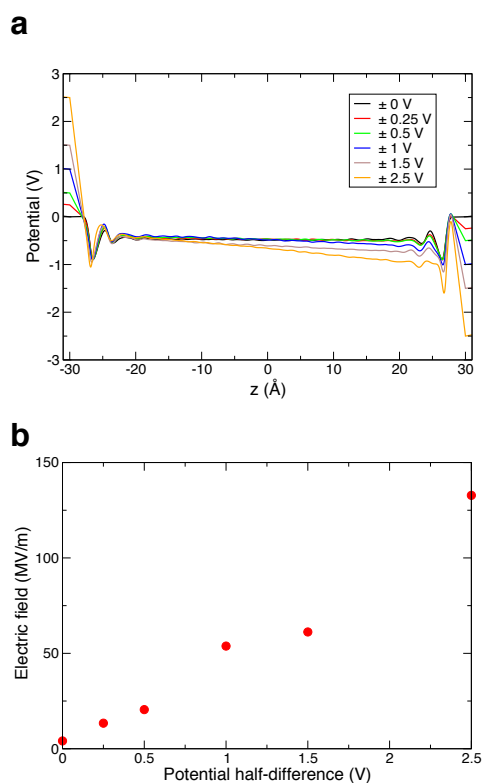 a
3
2
1
0
-1
-2
-3
Potential (V)
± 0 V
± 0.25 V
± 0.5 V
± 1 V
± 1.5 V
± 2.5 V
-30 -20 -10 0 10 20 30
z (Å)
b
150
100
50
0
Electric field (MV/m)
0 0.5 1 1.5 2 2.5
Potential half-difference (V)